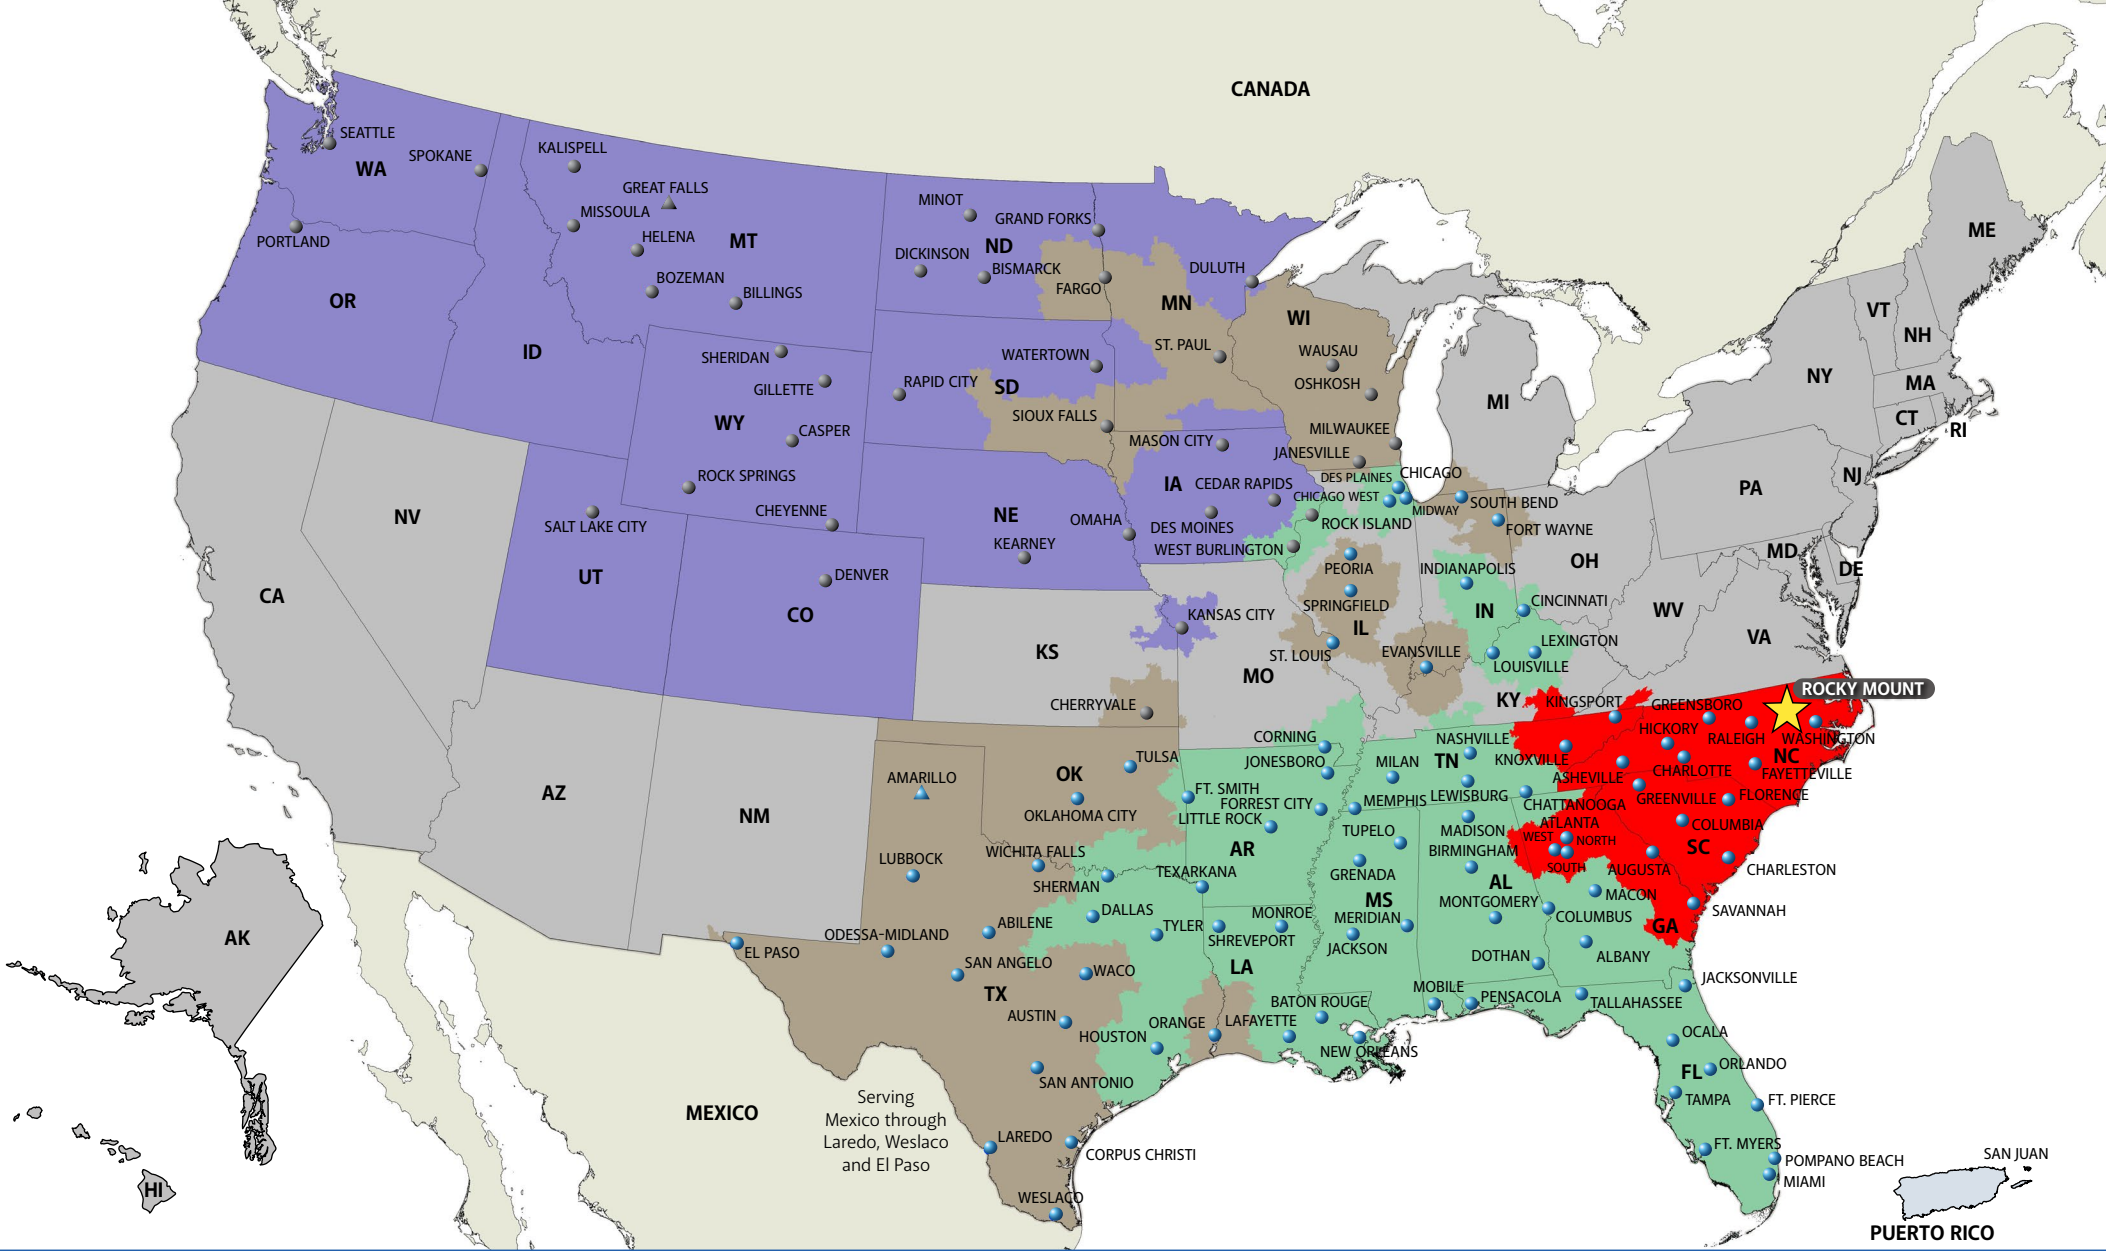 CANADA
SEATTLE
WA
SPOKANE
KALISPELL
GREAT FALLS
MISSOULA
HELENA
MT
BOZEMAN
BILLINGS
PORTLAND
OR
ID
MINOT
GRAND FORKS
ND
DICKINSON
BISMARCK
FARGO
DULUTH
MN
WI
ST. PAUL
WAUSAU
OSHKOSH
MILWAUKEE
JANESVILLE
SHERIDAN
GILLETTE
WY
CASPER
ROCK SPRINGS
CHEYENNE
WATERTOWN
RAPID CITY
SD
SIOUX FALLS
MASON CITY
IA
CEDAR RAPIDS
DES MOINES
WEST BURLINGTON
DES PLAINES
CHICAGO
CHICAGO WEST
MIDWAY
ROCK ISLAND
SOUTH BEND
FORT WAYNE
MI
ME
VT
NH
NY
MA
CT
RI
NJ
PA
MD
DE
OH
WV
VA
NV
CA
SALT LAKE CITY
UT
DENVER
CO
NE
OMAHA
KEARNEY
KANSAS CITY
KS
MO
CHERRYVALE
PEORIA
SPRINGFIELD
IL
ST. LOUIS
EVANSVILLE
INDIANAPOLIS
IN
CINCINNATI
LEXINGTON
LOUISVILLE
KY
KINGSPORT
GREENSBORO
ROCKY MOUNT
HICKORY
RALEIGH
WASHINGTON
NC
KNOXVILLE
ASHEVILLE
CHARLOTTE
FAYETTEVILLE
GREENVILLE
FLORENCE
COLUMBIA
SC
CHARLESTON
CHATTANOOGA
ATLANTA
WEST
NORTH
SOUTH
AUGUSTA
MACON
SAVANNAH
GA
COLUMBUS
ALBANY
CORNING
JONESBORO
NASHVILLE
TN
MILAN
MEMPHIS
LEWISBURG
FT. SMITH
FORREST CITY
LITTLE ROCK
AR
TEXARKANA
TUPELO
MADISON
BIRMINGHAM
GRENADA
MS
AL
MONTGOMERY
MERIDIAN
JACKSON
DOTHAN
MONROE
SHREVEPORT
LA
TYLER
MOBILE
PENSACOLA
TALLAHASSEE
JACKSONVILLE
BATON ROUGE
LAFAYETTE
NEW ORLEANS
ORANGE
HOUSTON
OCALA
ORLANDO
FL
TAMPA
FT. PIERCE
FT. MYERS
POMPANO BEACH
MIAMI
AZ
NM
TULSA
OK
OKLAHOMA CITY
AMARILLO
LUBBOCK
WICHITA FALLS
SHERMAN
DALLAS
ABILENE
ODESSA-MIDLAND
EL PASO
SAN ANGELO
WACO
TX
AUSTIN
SAN ANTONIO
LAREDO
CORPUS CHRISTI
WESLACO
MEXICO
Serving
Mexico through
Laredo, Weslaco
and El Paso
AK
HI
SAN JUAN
PUERTO RICO